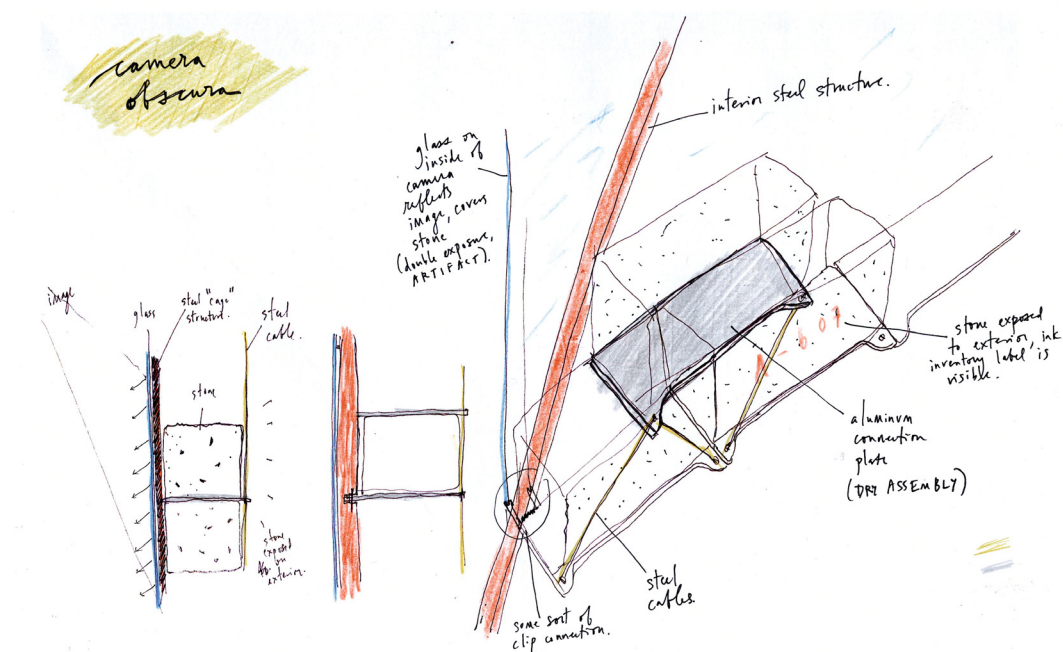 camera
obscura
interior steel structure.
glass on
inside of
camera
reflects
image, covers
stone
(double exposure,
ARTIFACT).
image
glass
steel "cage"
structure.
steel
cable.
stone
stone
exposed
on
exterior.
stone exposed
to exterior, ink
inventory label is
visible.
aluminum
connection
plate
(DRY ASSEMBLY)
steel
cables.
some sort of
clip connection.